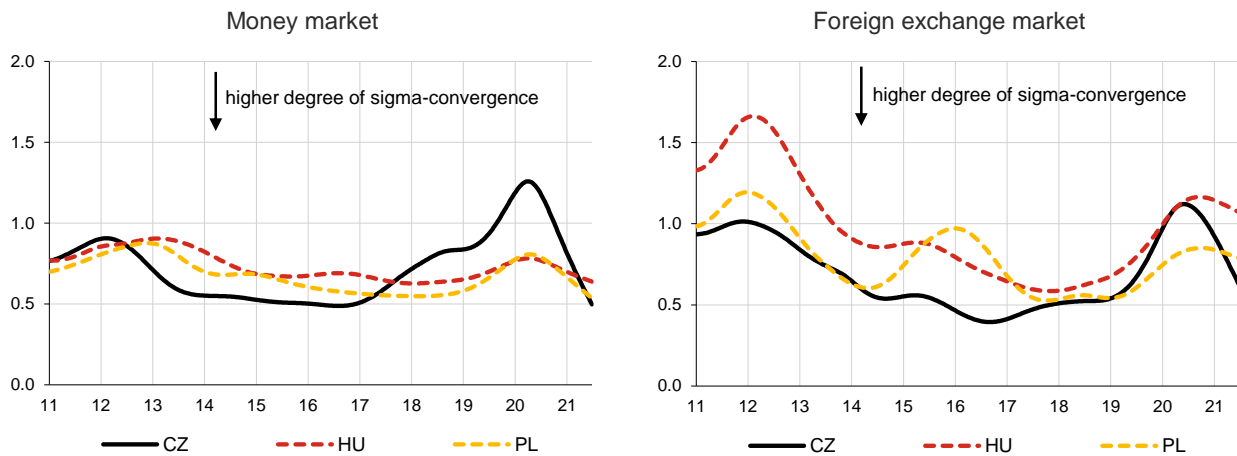 Money market
2.0
1.5
1.0
0.5
0.0
higher degree of sigma-convergence
11 12 13 14 15 16 17 18 19 20 21
CZ HU PL
Foreign exchange market
2.0
1.5
1.0
0.5
0.0
higher degree of sigma-convergence
11 12 13 14 15 16 17 18 19 20 21
CZ HU PL